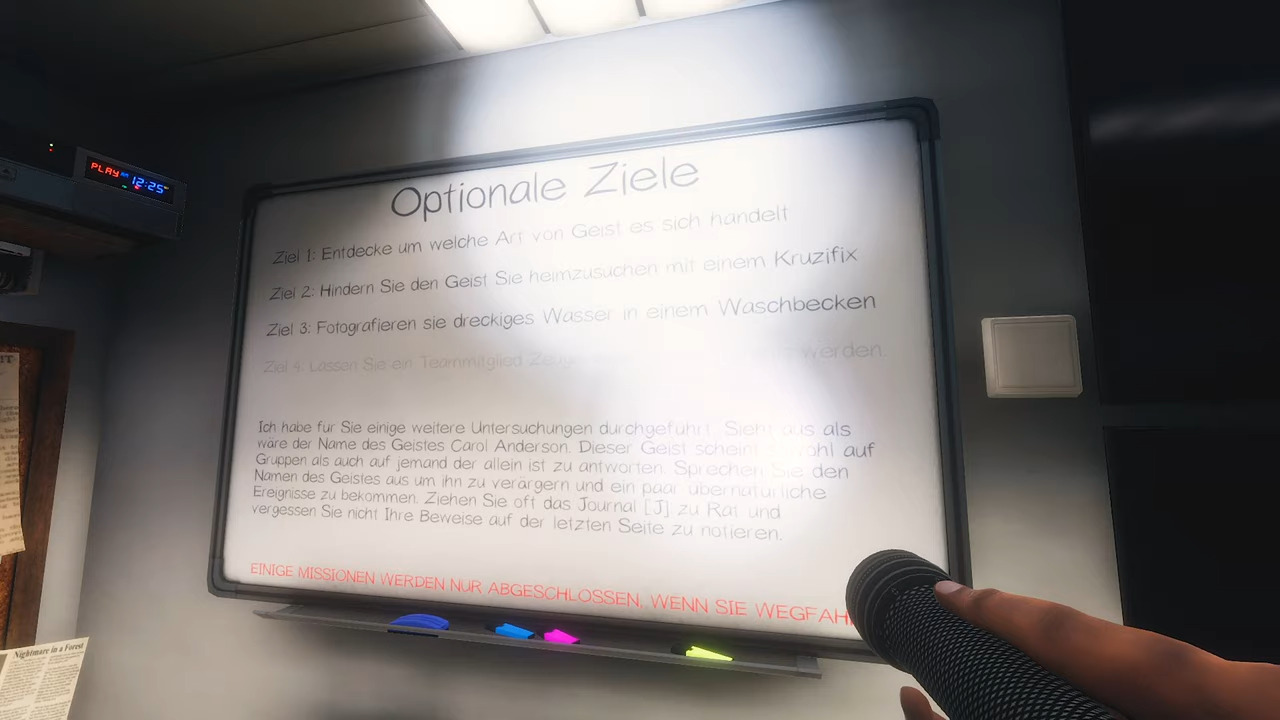 Optionale Ziele
Ziel 1: Entdecke um welche Art von Geist es sich handelt
Ziel 2: Hindern Sie den Geist Sie heimzusuchen mit einem Kruzifix
Ziel 3: Fotografieren sie dreckiges Wasser in einem Waschbecken
Ziel 4: Lassen Sie ein Teammitglied werden.
Ich habe für Sie einige weitere Untersuchungen durchgeführt. Sieht aus als
wäre der Name des Geistes Carol Anderson. Dieser Geist scheint sowohl auf
Gruppen als auch auf jemand der allein ist zu antworten. Sprechen Sie den
Namen des Geistes aus um ihn zu verärgern und ein paar übernatürliche
Ereignisse zu bekommen. Ziehen Sie oft das Journal [J] zu Rat und
vergessen Sie nicht Ihre Beweise auf der letzten Seite zu notieren.
EINIGE MISSIONEN WERDEN NUR ABGESCHLOSSEN, WENN SIE WEGFAH
PLAY 12:25
Nightmare in a Forest